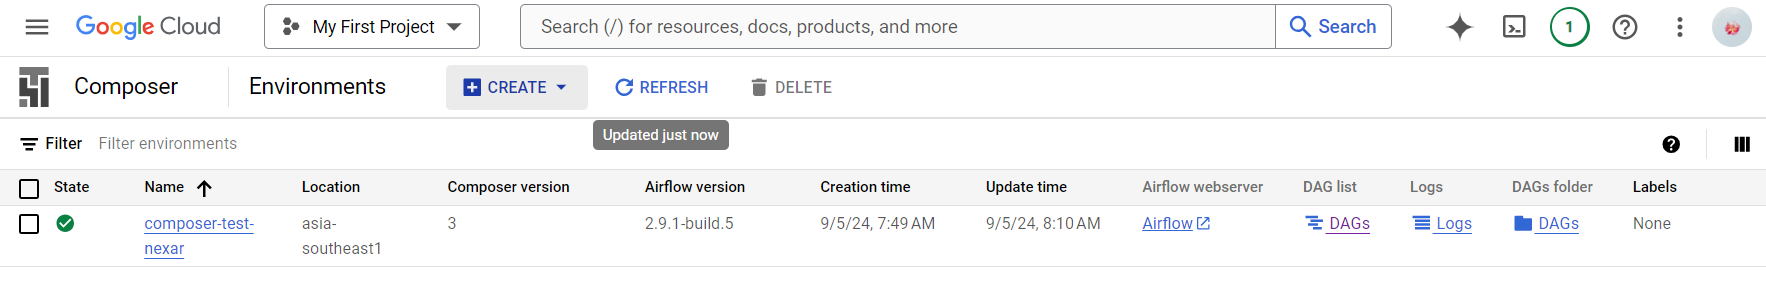 Google Cloud
My First Project
Search (/) for resources, docs, products, and more
Search
1
Composer
Environments
CREATE
REFRESH
DELETE
Updated just now
Filter
Filter environments
State
Name
Location
Composer version
Airflow version
Creation time
Update time
Airflow webserver
DAG list
Logs
DAGs folder
Labels
composer-test-
nexar
asia-
southeast1
3
2.9.1-build.5
9/5/24, 7:49 AM
9/5/24, 8:10 AM
Airflow
DAGs
Logs
DAGs
None